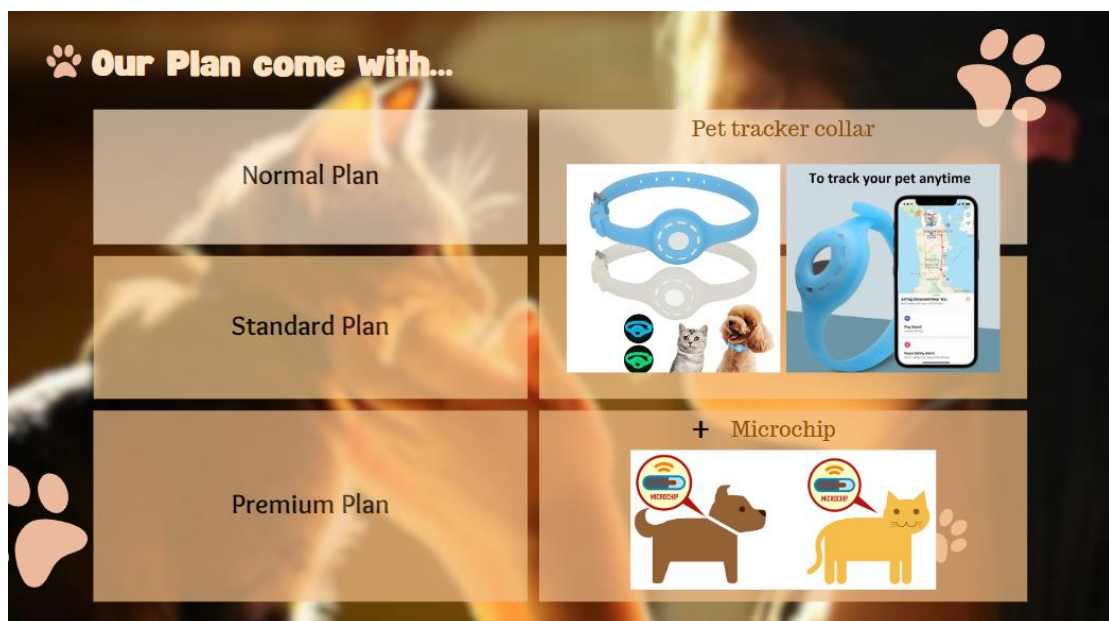 Our Plan come with...
Normal Plan
Pet tracker collar
To track your pet anytime
Standard Plan
Premium Plan
+ Microchip
MICROCHIP
MICROCHIP